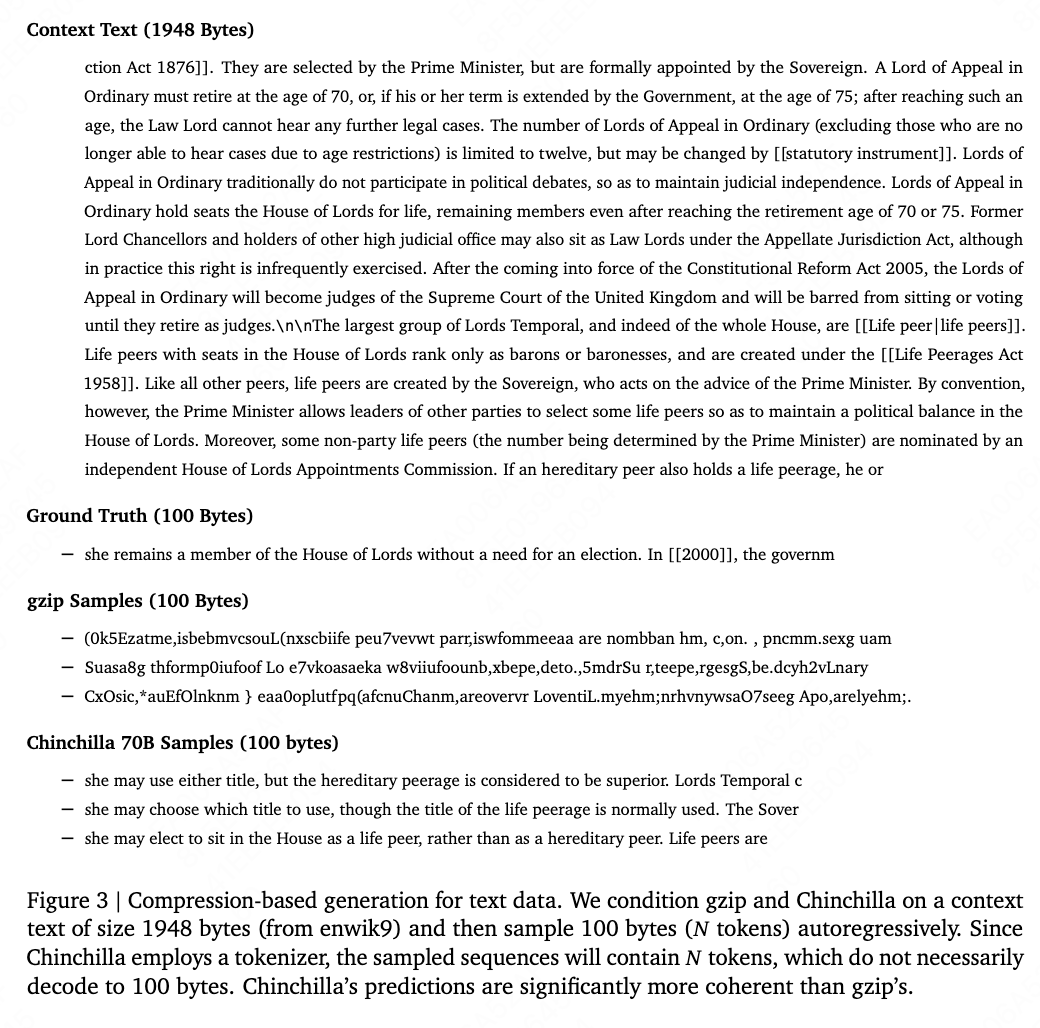 Context Text (1948 Bytes)
ction Act 1876]]. They are selected by the Prime Minister, but are formally appointed by the Sovereign. A Lord of Appeal in
Ordinary must retire at the age of 70, or, if his or her term is extended by the Government, at the age of 75; after reaching such an
age, the Law Lord cannot hear any further legal cases. The number of Lords of Appeal in Ordinary (excluding those who are no
longer able to hear cases due to age restrictions) is limited to twelve, but may be changed by [[statutory instrument]]. Lords of
Appeal in Ordinary traditionally do not participate in political debates, so as to maintain judicial independence. Lords of Appeal in
Ordinary hold seats the House of Lords for life, remaining members even after reaching the retirement age of 70 or 75. Former
Lord Chancellors and holders of other high judicial office may also sit as Law Lords under the Appellate Jurisdiction Act, although
in practice this right is infrequently exercised. After the coming into force of the Constitutional Reform Act 2005, the Lords of
Appeal in Ordinary will become judges of the Supreme Court of the United Kingdom and will be barred from sitting or voting
until they retire as judges.\n\nThe largest group of Lords Temporal, and indeed of the whole House, are [[Life peer|life peers]].
Life peers with seats in the House of Lords rank only as barons or baronesses, and are created under the [[Life Peerages Act
1958]]. Like all other peers, life peers are created by the Sovereign, who acts on the advice of the Prime Minister. By convention,
however, the Prime Minister allows leaders of other parties to select some life peers so as to maintain a political balance in the
House of Lords. Moreover, some non-party life peers (the number being determined by the Prime Minister) are nominated by an
independent House of Lords Appointments Commission. If an hereditary peer also holds a life peerage, he or
Ground Truth (100 Bytes)
– she remains a member of the House of Lords without a need for an election. In [[2000]], the governm
gzip Samples (100 Bytes)
– (0k5Ezatme,isbebmvcsouL(nxscbiife peu7vevwt parr,iswfommeeaa are nombban hm, c,on. , pncmm.sexg uam
– Suasa8g thformp0iufoof Lo e7vkoasaeka w8viiufoounb,xbepe,deto.,5mdrSu r,teepe,rgesgS,be.dcyh2vLnary
– CxOsic,*auEfOlnknm } eaa0oplutfpq(afcnuChanm,areovervr LoventiL.myehm;nrhvnywsaO7seeg Apo,arelyehm;.
Chinchilla 70B Samples (100 bytes)
– she may use either title, but the hereditary peerage is considered to be superior. Lords Temporal c
– she may choose which title to use, though the title of the life peerage is normally used. The Sover
– she may elect to sit in the House as a life peer, rather than as a hereditary peer. Life peers are
Figure 3 | Compression-based generation for text data. We condition gzip and Chinchilla on a context
text of size 1948 bytes (from enwik9) and then sample 100 bytes (N tokens) autoregressively. Since
Chinchilla employs a tokenizer, the sampled sequences will contain N tokens, which do not necessarily
decode to 100 bytes. Chinchilla's predictions are significantly more coherent than gzip's.